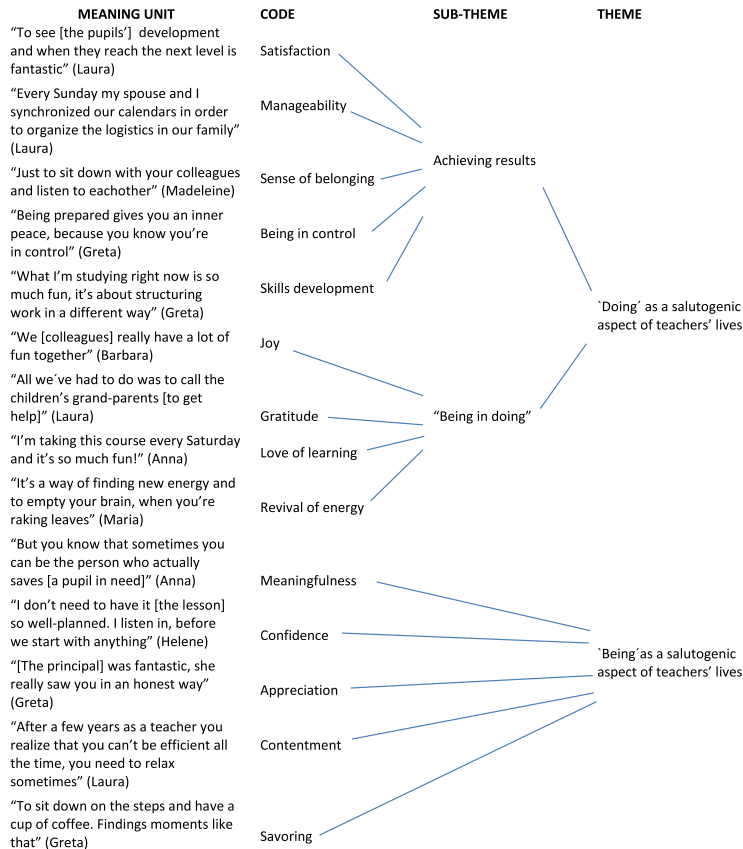 MEANING UNIT CODE SUB-THEME THEME
“To see [the pupils’]  development
and when they reach the next level is
fantastic” (Laura)
Satisfaction
“Every Sunday my spouse and I
synchronized our calendars in order
to organize the logistics in our family”
(Laura)
Manageability
Achieving results
“Just to sit down with your colleagues
and listen to eachother” (Madeleine)
Sense of belonging
“Being prepared gives you an inner
peace, because you know you’re
in control” (Greta)
Being in control
“What I’m studying right now is so
much fun, it’s about structuring
work in a different way” (Greta)
Skills development
`Doing´ as a salutogenic
aspect of teachers’ lives
“We [colleagues] really have a lot of
fun together” (Barbara)
Joy
“All we´ve had to do was to call the
children’s grand-parents [to get
help]” (Laura)
Gratitude
“Being in doing”
“I’m taking this course every Saturday
and it’s so much fun!” (Anna)
Love of learning
“It’s a way of finding new energy and
to empty your brain, when you’re
raking leaves” (Maria)
Revival of energy
“But you know that sometimes you
can be the person who actually
saves [a pupil in need]” (Anna)
Meaningfulness
“I don’t need to have it [the lesson]
so well-planned. I listen in, before
we start with anything” (Helene)
Confidence
`Being´as a salutogenic
aspect of teachers’ lives
“[The principal] was fantastic, she
really saw you in an honest way”
(Greta)
Appreciation
“After a few years as a teacher you
realize that you can’t be efficient all
the time, you need to relax
sometimes” (Laura)
Contentment
“To sit down on the steps and have a
cup of coffee. Findings moments like
that” (Greta)
Savoring